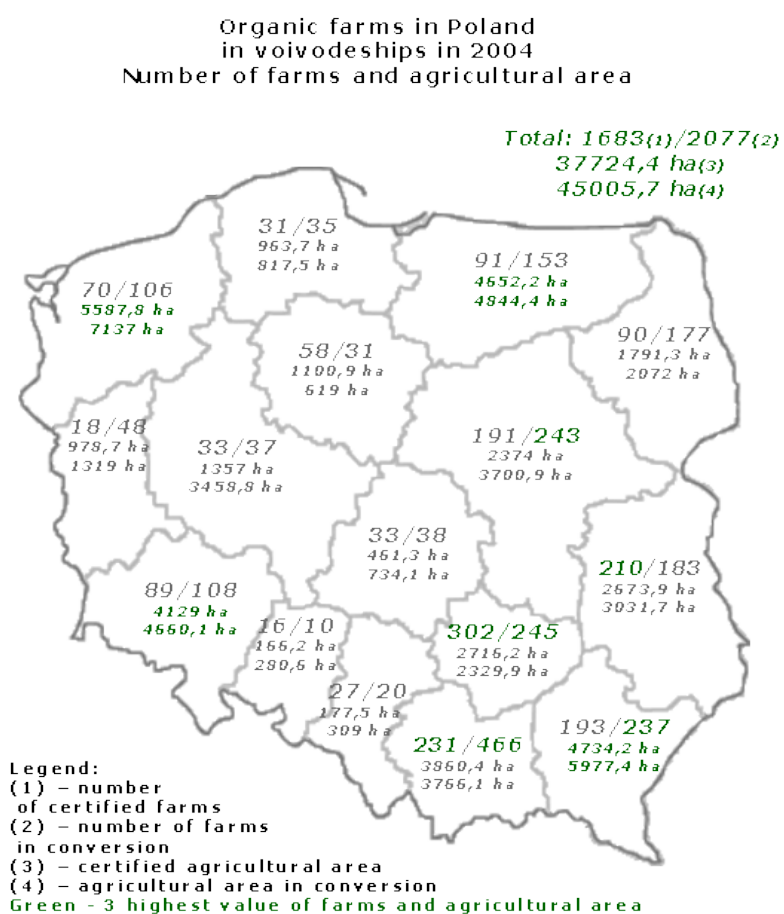 Organic farms in Poland
in voivodeships in 2004
Number of farms and agricultural area
Total: 1683(1)/2077(2)
37724,4 ha(3)
45005,7 ha(4)
31/35
963,7 ha
817,5 ha
91/153
4652,2 ha
4844,4 ha
70/106
5587,8 ha
7137 ha
90/177
1791,3 ha
2072 ha
58/31
1100,9 ha
619 ha
18/48
978,7 ha
1319 ha
33/37
1357 ha
3458,8 ha
191/243
2374 ha
3700,9 ha
33/38
461,3 ha
734,1 ha
210/183
2673,9 ha
3031,7 ha
89/108
4129 ha
4660,1 ha
16/10
166,2 ha
280,6 ha
302/245
2716,2 ha
2329,9 ha
27/20
177,5 ha
309 ha
231/466
3860,4 ha
3766,1 ha
193/237
4734,2 ha
5977,4 ha
Legend:
(1) – number
of certified farms
(2) – number of farms
in conversion
(3) – certified agricultural area
(4) – agricultural area in conversion
Green - 3 highest value of farms and agricultural area